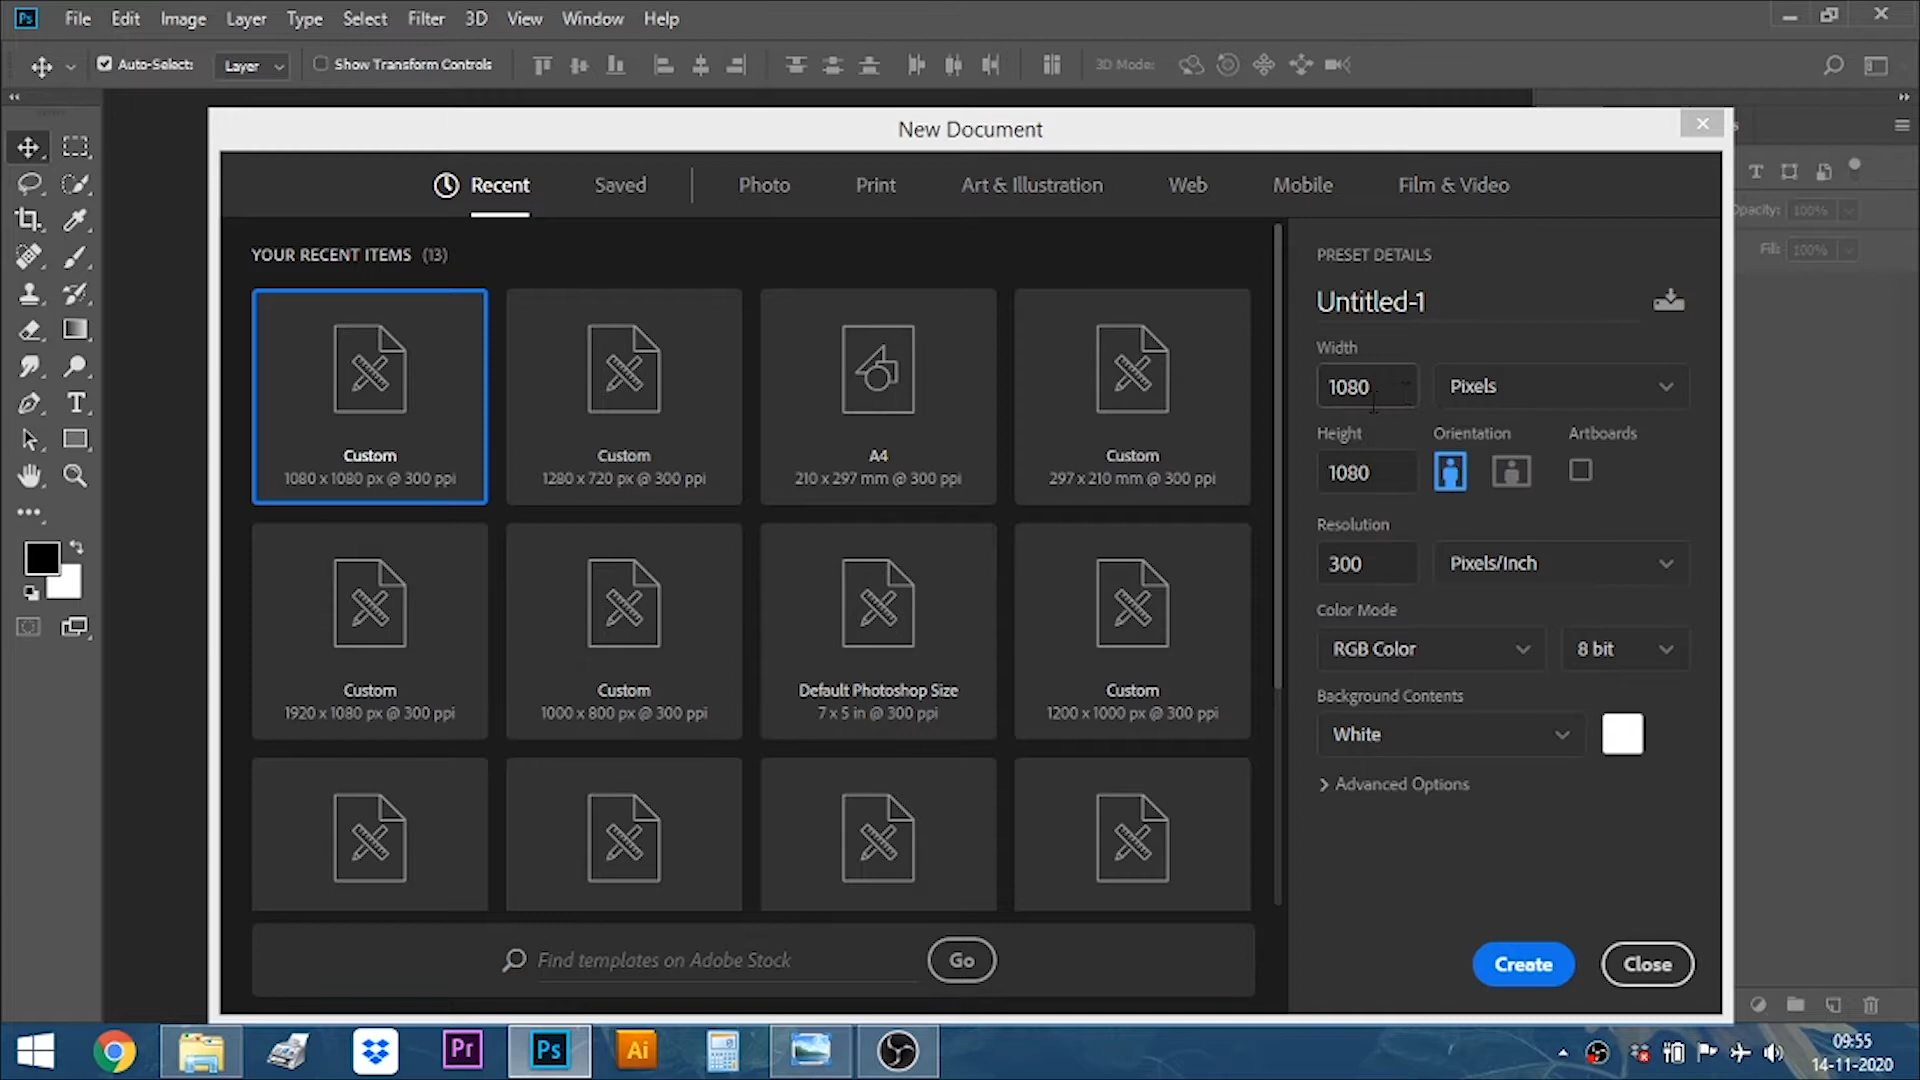 Ps File Edit Image Layer Type Select Filter 3D View Window Help
Auto-Select: Layer Show Transform Controls 3D Mode:
New Document
Recent Saved Photo Print Art & Illustration Web Mobile Film & Video
YOUR RECENT ITEMS (13)
Custom
1080 x 1080 px @ 300 ppi
Custom
1280 x 720 px @ 300 ppi
A4
210 x 297 mm @ 300 ppi
Custom
297 x 210 mm @ 300 ppi
Custom
1920 x 1080 px @ 300 ppi
Custom
1000 x 800 px @ 300 ppi
Default Photoshop Size
7 x 5 in @ 300 ppi
Custom
1200 x 1000 px @ 300 ppi
Find templates on Adobe Stock Go
PRESET DETAILS
Untitled-1
Width
1080 Pixels
Height Orientation Artboards
1080
Resolution
300 Pixels/Inch
Color Mode
RGB Color 8 bit
Background Contents
White
Advanced Options
Create Close
100%
Fill: 100%
Pr Ps Ai
09:55
14-11-2020